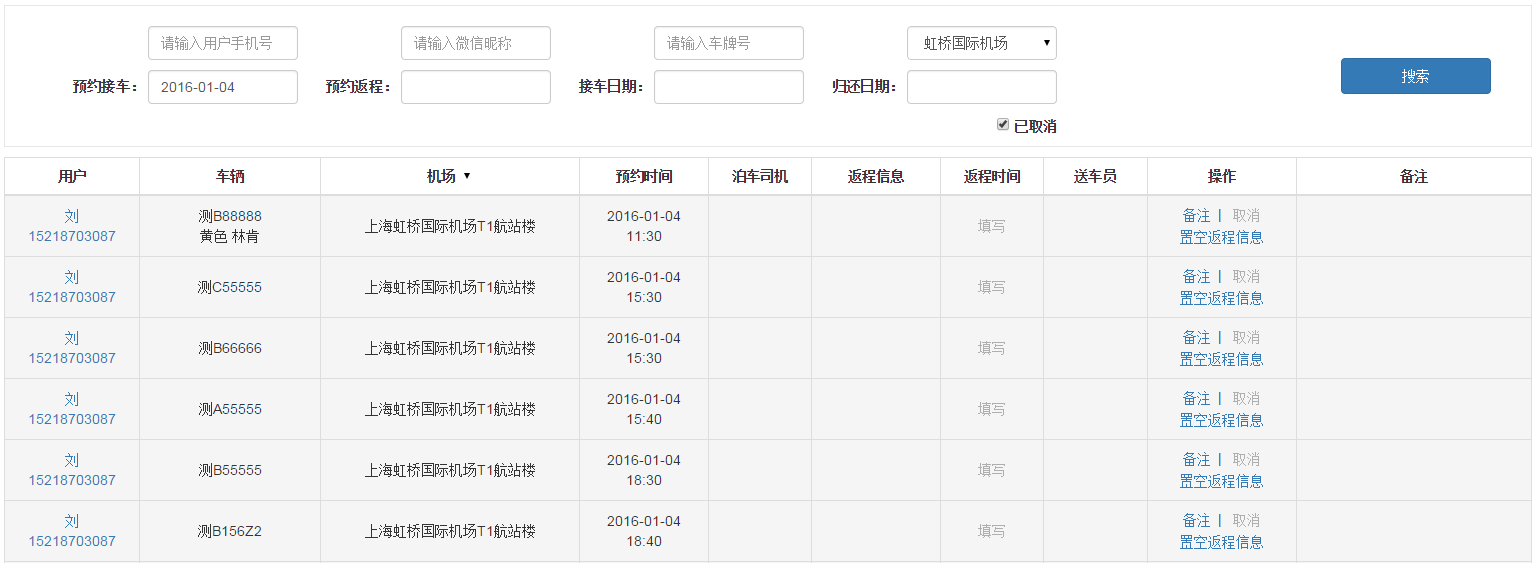 请输入用户手机号 请输入微信昵称 请输入车牌号 虹桥国际机场
预约接车： 2016-01-04 预约返程： 接车日期： 归还日期： 搜索
已取消
用户 车辆 机场 预约时间 泊车司机 返程信息 返程时间 送车员 操作 备注
刘 测B88888 2016-01-04 备注 | 取消
上海虹桥国际机场T1航站楼 填写
15218703087 黄色 林肯 11:30 置空返程信息
刘 2016-01-04 备注 | 取消
测C55555 上海虹桥国际机场T1航站楼 填写
15218703087 15:30 置空返程信息
刘 2016-01-04 备注 | 取消
测B66666 上海虹桥国际机场T1航站楼 填写
15218703087 15:30 置空返程信息
刘 2016-01-04 备注 | 取消
测A55555 上海虹桥国际机场T1航站楼 填写
15218703087 15:40 置空返程信息
刘 2016-01-04 备注 | 取消
测B55555 上海虹桥国际机场T1航站楼 填写
15218703087 18:30 置空返程信息
刘 2016-01-04 备注 | 取消
测B156Z2 上海虹桥国际机场T1航站楼 填写
15218703087 18:40 置空返程信息